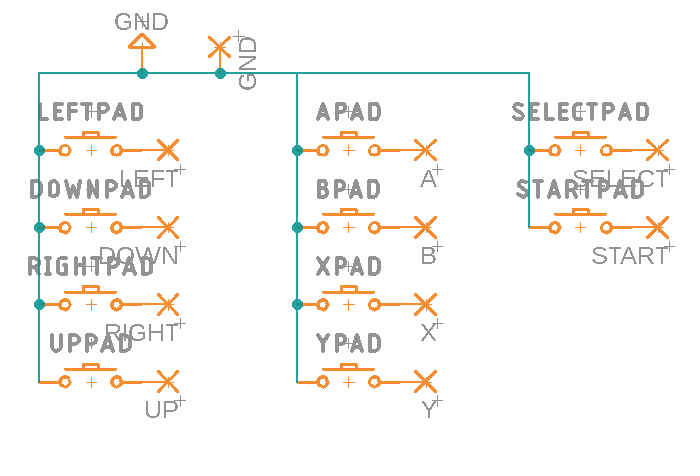 GND
GND
LEFTPAD APAD SELECTPAD
LEFT A SELECT
DOWNPAD BPAD STARTPAD
DOWN B START
RIGHTPAD XPAD
RIGHT X
UPPAD YPAD
UP Y